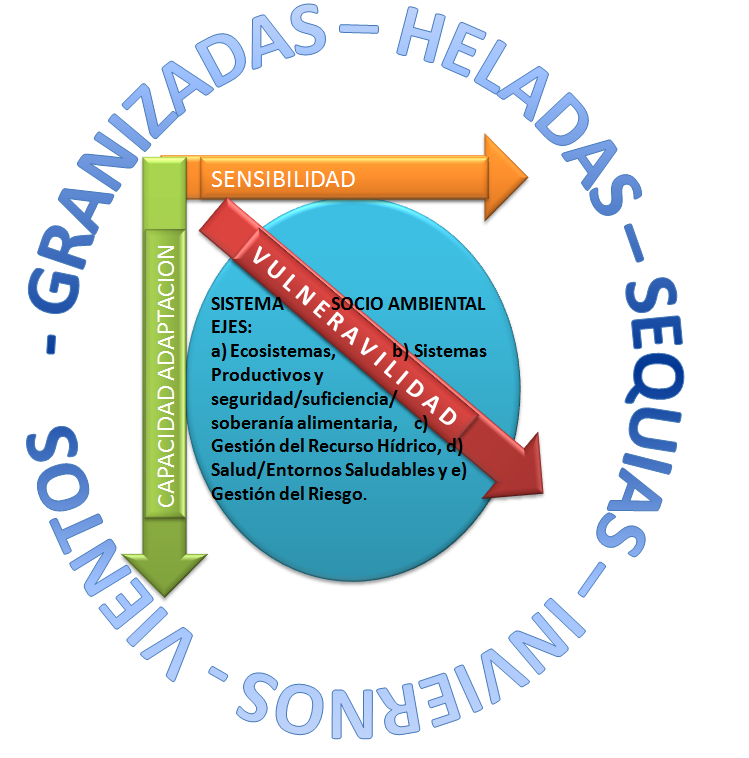 - GRANIZADAS – HELADAS – SEQUIAS – INVIERNOS - VIENTOS
SENSIBILIDAD
CAPACIDAD ADAPTACION
VULNERAVILIDAD
SISTEMA SOCIO AMBIENTAL
EJES:
a) Ecosistemas, b) Sistemas
Productivos y
seguridad/suficiencia/
soberanía alimentaria, c)
Gestión del Recurso Hídrico, d)
Salud/Entornos Saludables y e)
Gestión del Riesgo.